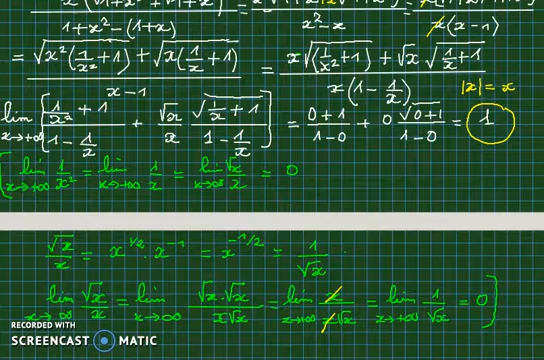 x(√1+x² + √1+x)
1+x²-(1+x) x²-x x(x-1)
= √x²(1/x²+1) + √x(1/x+1) / x-1 = x√(1/x²+1) + √x √1/x+1 / x(1-1/x) |x| = x
lim x→+∞ [ 1/x²+1 / 1-1/x + √x/x √1/x+1 / 1-1/x ] = 0+1/1-0 + 0 √0+1/1-0 = 1
[ lim x→+∞ 1/x² = lim x→+∞ 1/x = lim x→+∞ √x/x = 0
√x/x = x^1/2 · x^-1 = x^-1/2 = 1/√x
lim x→∞ √x/x = lim x→∞ √x·√x/x√x = lim x→+∞ x/x√x = lim x→+∞ 1/√x = 0 ]
RECORDED WITH
SCREENCAST MATIC